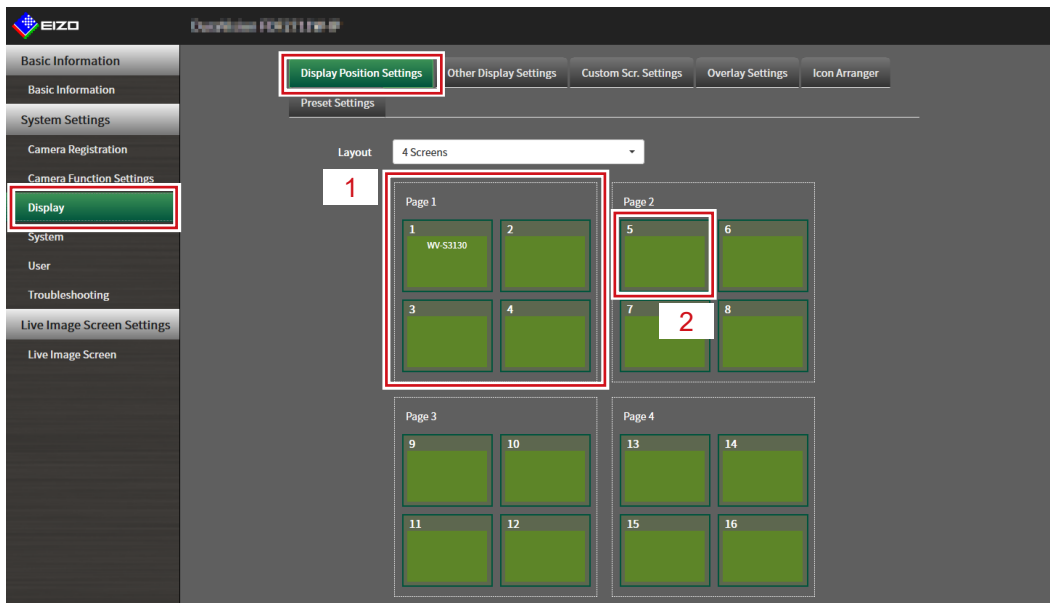 EIZO
Basic Information
Basic Information
System Settings
Camera Registration
Camera Function Settings
Display
System
User
Troubleshooting
Live Image Screen Settings
Live Image Screen
Display Position Settings
Other Display Settings
Custom Scr. Settings
Overlay Settings
Icon Arranger
Preset Settings
Layout
4 Screens
1
Page 1
1
WV-S3130
2
3
4
Page 2
5
6
7
2
8
Page 3
9
10
11
12
Page 4
13
14
15
16